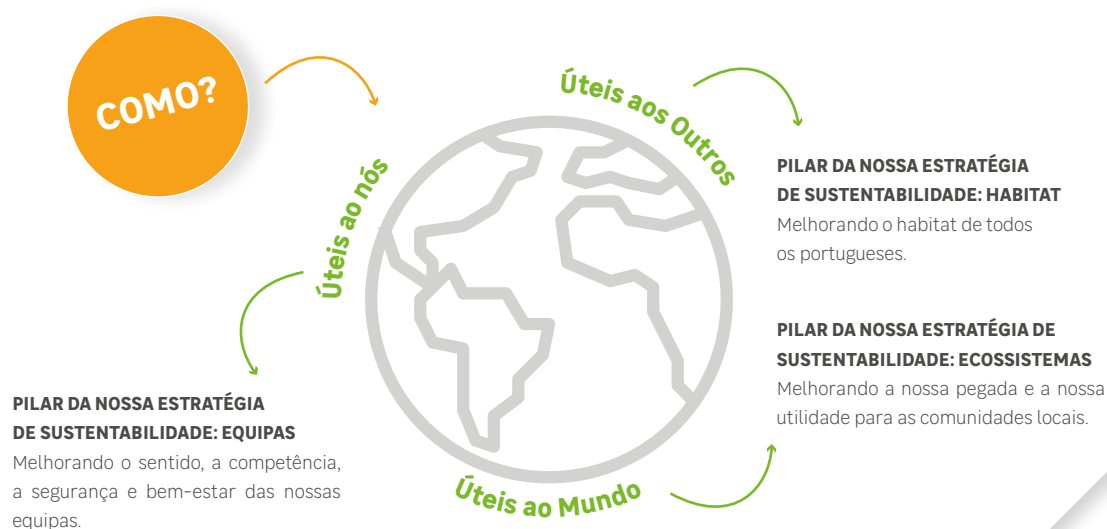 COMO?
Úteis ao nós
PILAR DA NOSSA ESTRATÉGIA
DE SUSTENTABILIDADE: EQUIPAS
Melhorando o sentido, a competência,
a segurança e bem-estar das nossas
equipas.
Úteis aos Outros
PILAR DA NOSSA ESTRATÉGIA
DE SUSTENTABILIDADE: HABITAT
Melhorando o habitat de todos
os portugueses.
Úteis ao Mundo
PILAR DA NOSSA ESTRATÉGIA DE
SUSTENTABILIDADE: ECOSSISTEMAS
Melhorando a nossa pegada e a nossa
utilidade para as comunidades locais.